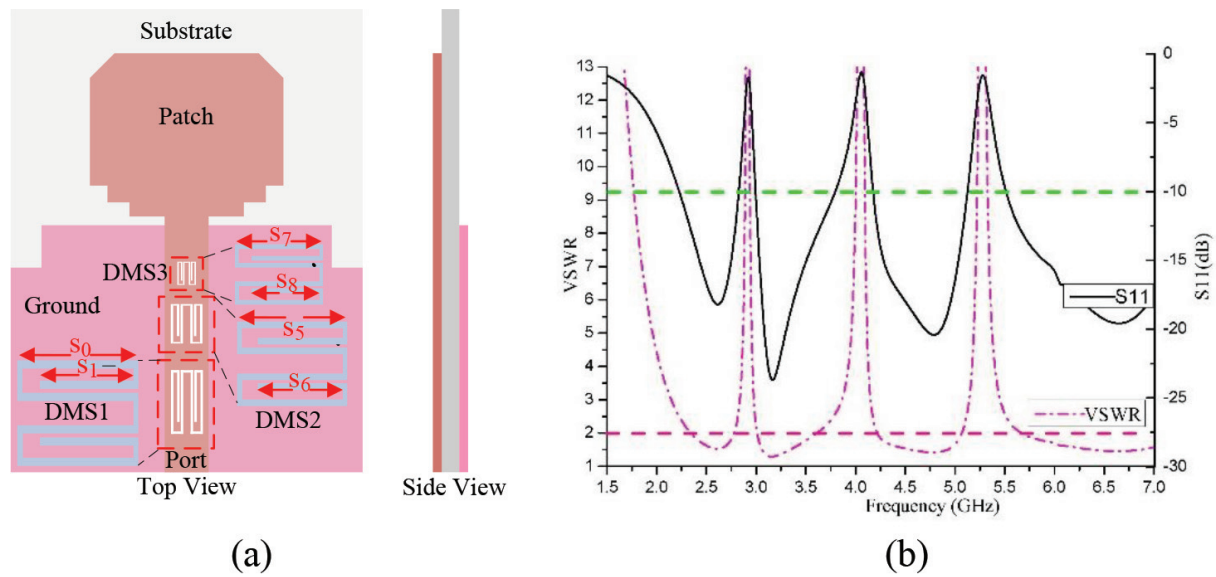 Substrate
Patch
S7
DMS3
S8
Ground
S5
S0
S1
S6
DMS1
DMS2
Port
Top View
Side View
(a)
13
12
11
10
9
8
7
6
5
4
3
2
1
VSWR
0
-5
-10
-15
-20
-25
-30
S11(dB)
S11
VSWR
1.5 2.0 2.5 3.0 3.5 4.0 4.5 5.0 5.5 6.0 6.5 7.0
Frequency (GHz)
(b)